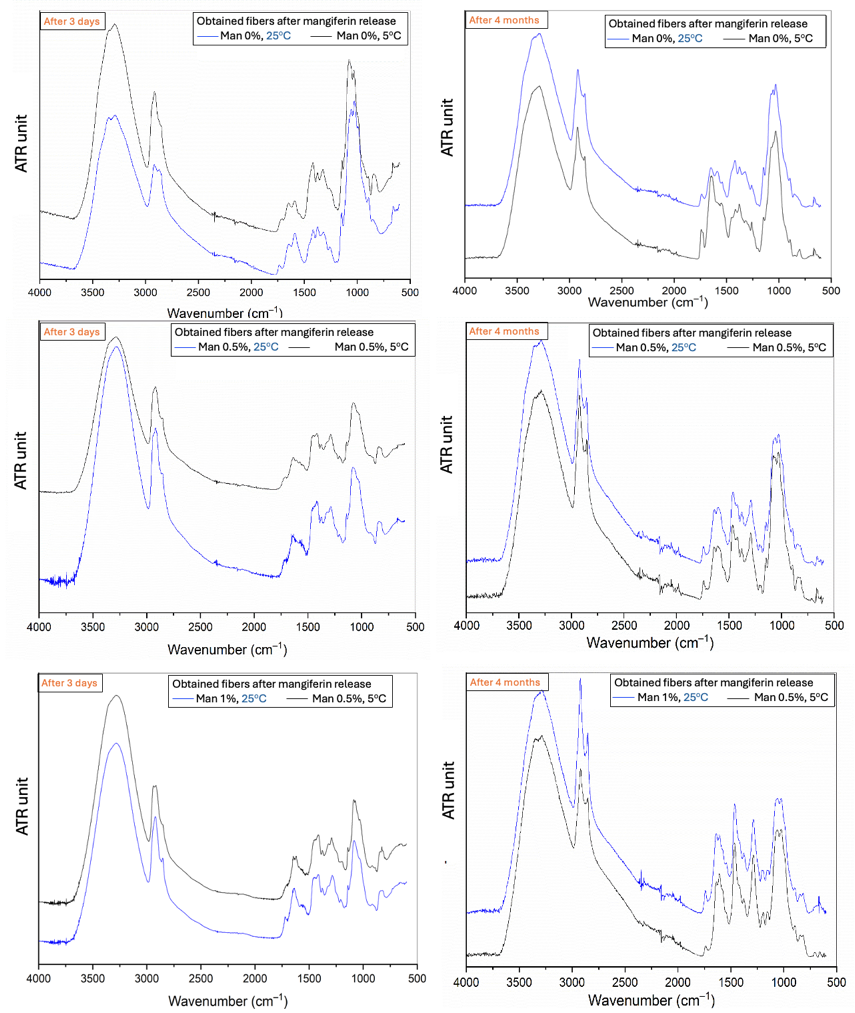 After 3 days
Obtained fibers after mangiferin release
Man 0%, 25°C Man 0%, 5°C
ATR unit
4000 3500 3000 2500 2000 1500 1000 500
Wavenumber (cm⁻¹)
After 4 months
Obtained fibers after mangiferin release
Man 0%, 25°C Man 0%, 5°C
ATR unit
4000 3500 3000 2500 2000 1500 1000 500
Wavenumber (cm⁻¹)
After 3 days
Obtained fibers after mangiferin release
Man 0.5%, 25°C Man 0.5%, 5°C
ATR unit
4000 3500 3000 2500 2000 1500 1000 500
Wavenumber (cm⁻¹)
After 4 months
Obtained fibers after mangiferin release
Man 0.5%, 25°C Man 0.5%, 5°C
ATR unit
4000 3500 3000 2500 2000 1500 1000 500
Wavenumber (cm⁻¹)
After 3 days
Obtained fibers after mangiferin release
Man 1%, 25°C Man 0.5%, 5°C
ATR unit
4000 3500 3000 2500 2000 1500 1000 500
Wavenumber (cm⁻¹)
After 4 months
Obtained fibers after mangiferin release
Man 1%, 25°C Man 0.5%, 5°C
ATR unit
4000 3500 3000 2500 2000 1500 1000 500
Wavenumber (cm⁻¹)